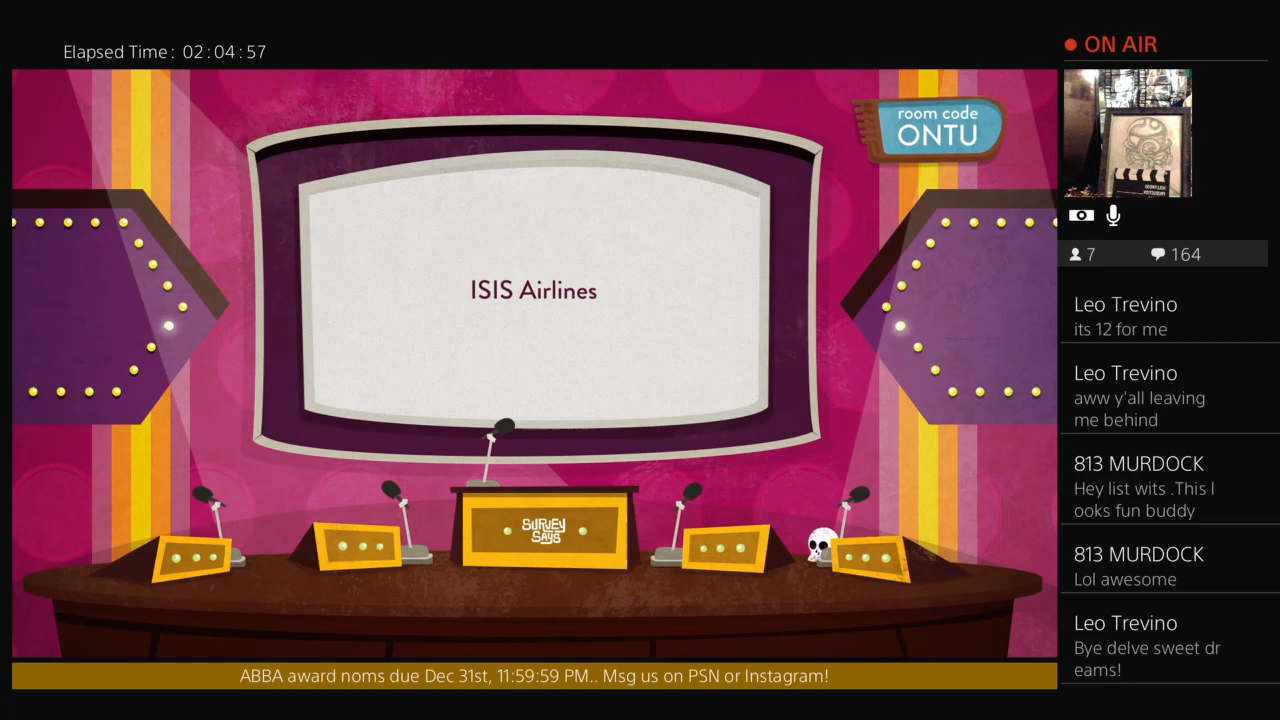 Elapsed Time: 02:04:57
ON AIR
room code
ONTU
ISIS Airlines
SURVEY
SAYS
7 164
Leo Trevino
its 12 for me
Leo Trevino
aww y'all leaving
me behind
813 MURDOCK
Hey list wits .This l
ooks fun buddy
813 MURDOCK
Lol awesome
Leo Trevino
Bye delve sweet dr
eams!
ABBA award noms due Dec 31st, 11:59:59 PM.. Msg us on PSN or Instagram!